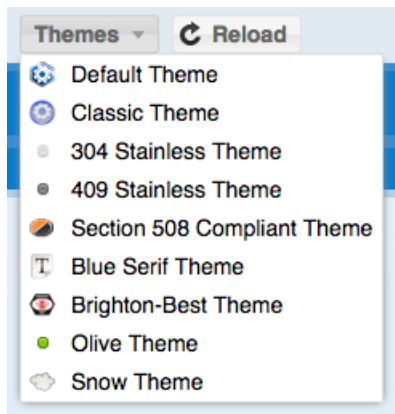 Themes Reload
Default Theme
Classic Theme
304 Stainless Theme
409 Stainless Theme
Section 508 Compliant Theme
Blue Serif Theme
Brighton-Best Theme
Olive Theme
Snow Theme